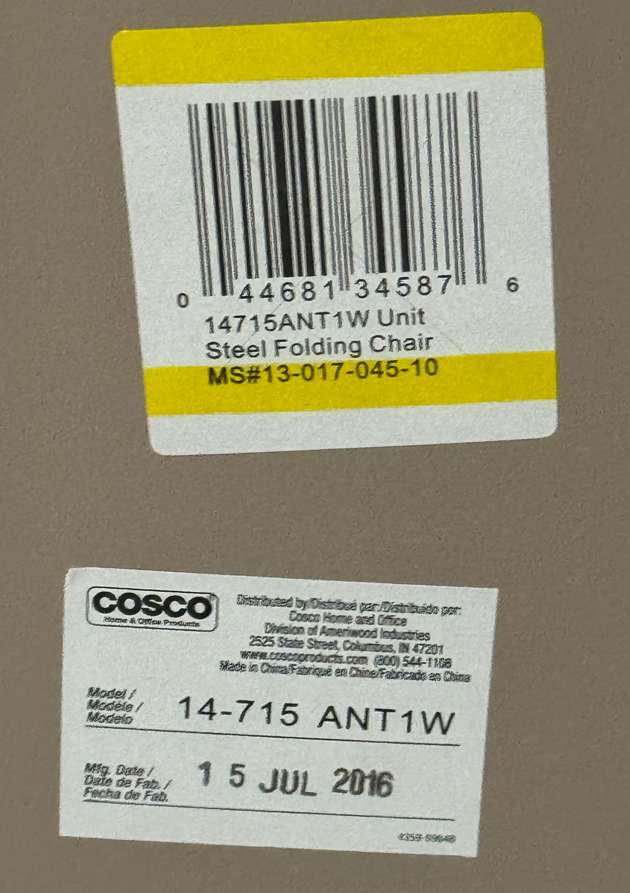 0 44681 34587 6
14715ANT1W Unit
Steel Folding Chair
MS#13-017-045-10
COSCO®
Home & Office Products
Distributed by/Distribué par:/Distribuido por:
Cosco Home and Office
Division of Ameriwood Industries
2525 State Street, Columbus, IN 47201
www.coscoproducts.com (800) 544-1108
Made in China/Fabriqué en Chine/Fabricado en China
Model /
Modèle /
Modelo
14-715 ANT1W
Mfg. Date /
Date de Fab. /
Fecha de Fab.
15 JUL 2016